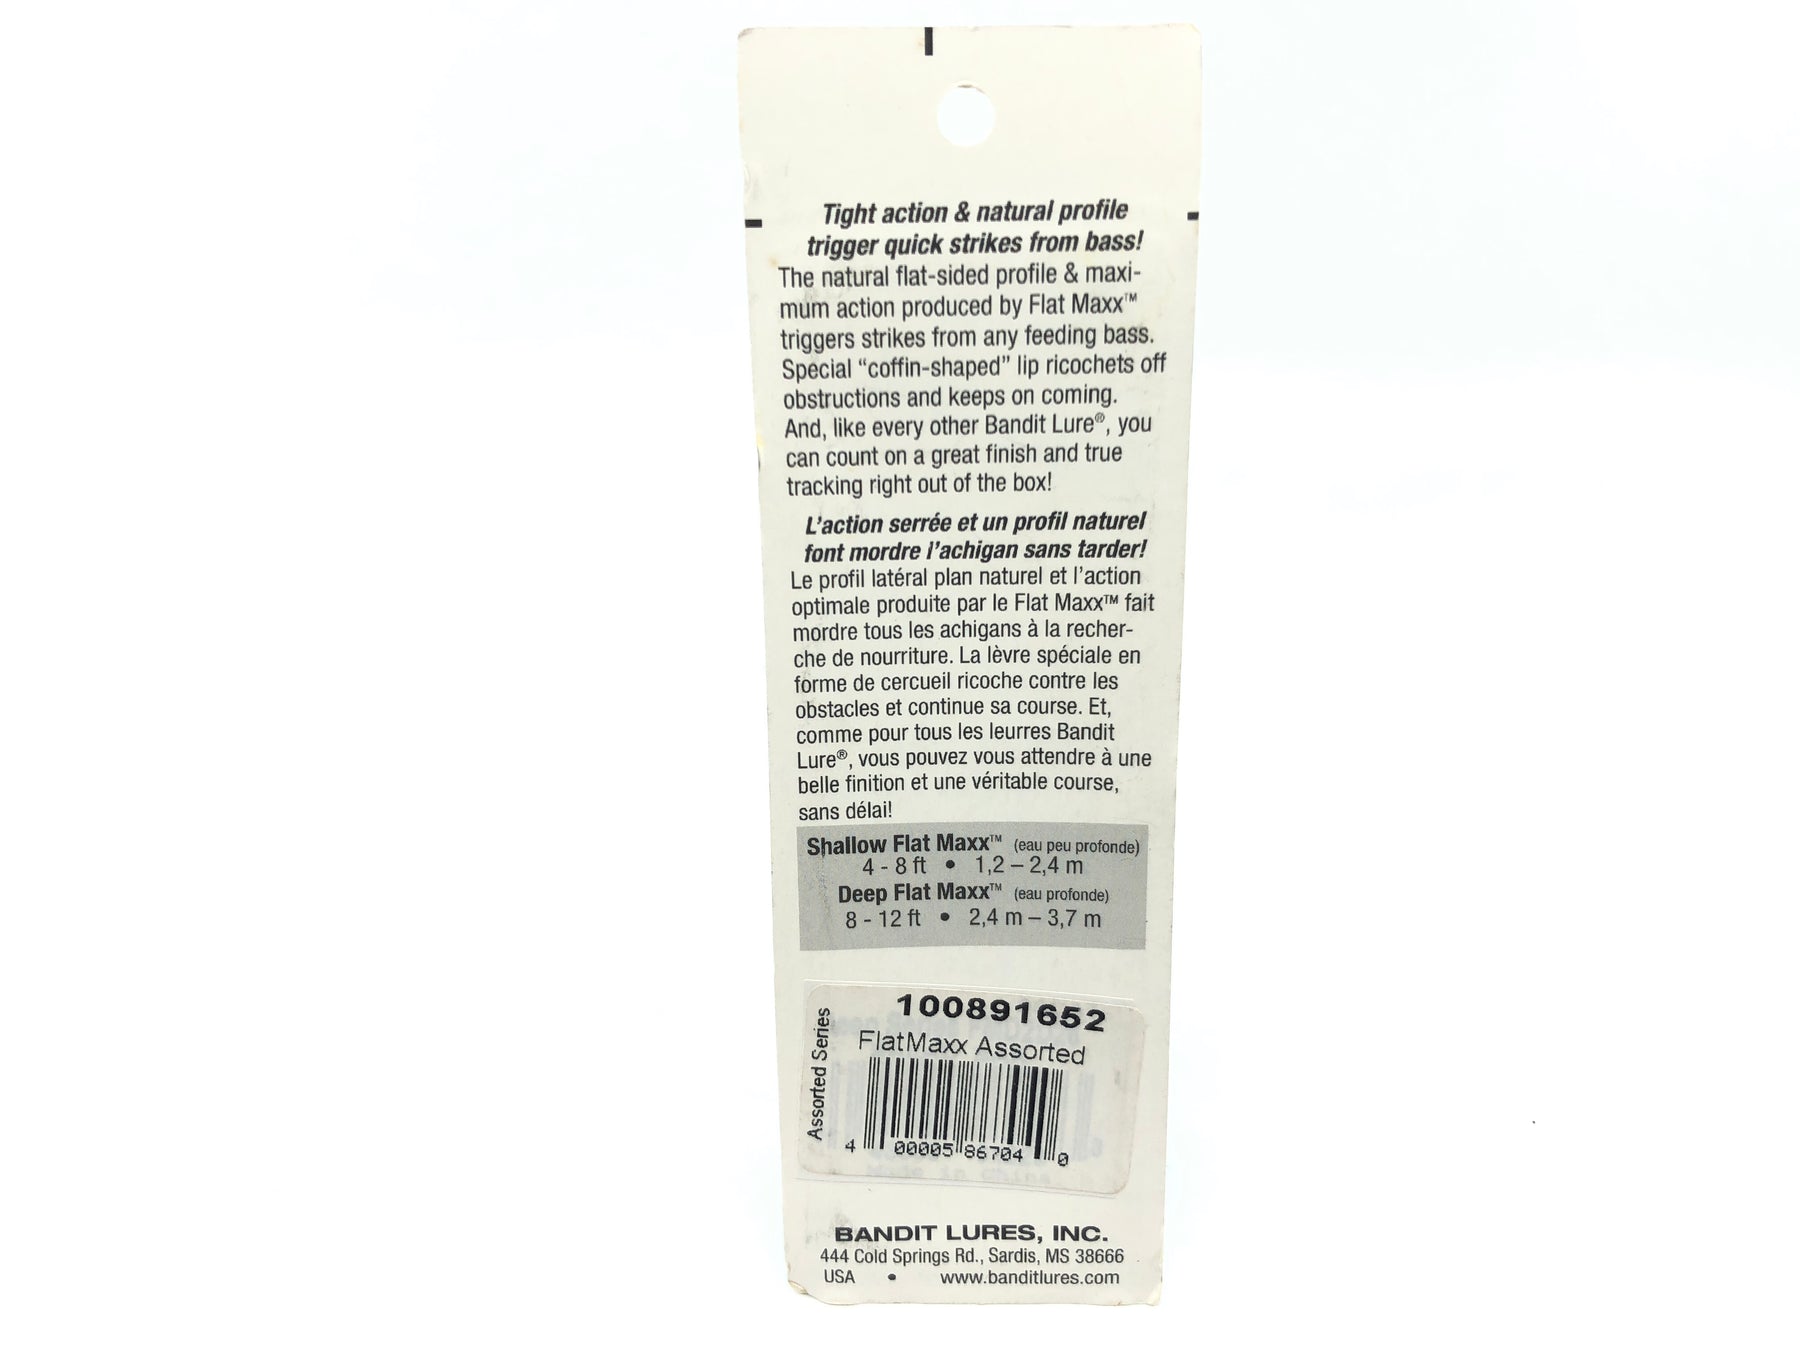 Tight action & natural profile
trigger quick strikes from bass!
The natural flat-sided profile & maxi-
mum action produced by Flat Maxx™
triggers strikes from any feeding bass.
Special “coffin-shaped” lip ricochets off
obstructions and keeps on coming.
And, like every other Bandit Lure®, you
can count on a great finish and true
tracking right out of the box!
L’action serrée et un profil naturel
font mordre l’achigan sans tarder!
Le profil latéral plan naturel et l’action
optimale produite par le Flat Maxx™ fait
mordre tous les achigans à la recher-
che de nourriture. La lèvre spéciale en
forme de cercueil ricoche contre les
obstacles et continue sa course. Et,
comme pour tous les leurres Bandit
Lure®, vous pouvez vous attendre à une
belle finition et une véritable course,
sans délai!
Shallow Flat Maxx™ (eau peu profonde)
4 - 8 ft • 1,2 – 2,4 m
Deep Flat Maxx™ (eau profonde)
8 - 12 ft • 2,4 m – 3,7 m
100891652
FlatMaxx Assorted
Assorted Series
4 00005 86704 0
BANDIT LURES, INC.
444 Cold Springs Rd., Sardis, MS 38666
USA • www.banditlures.com